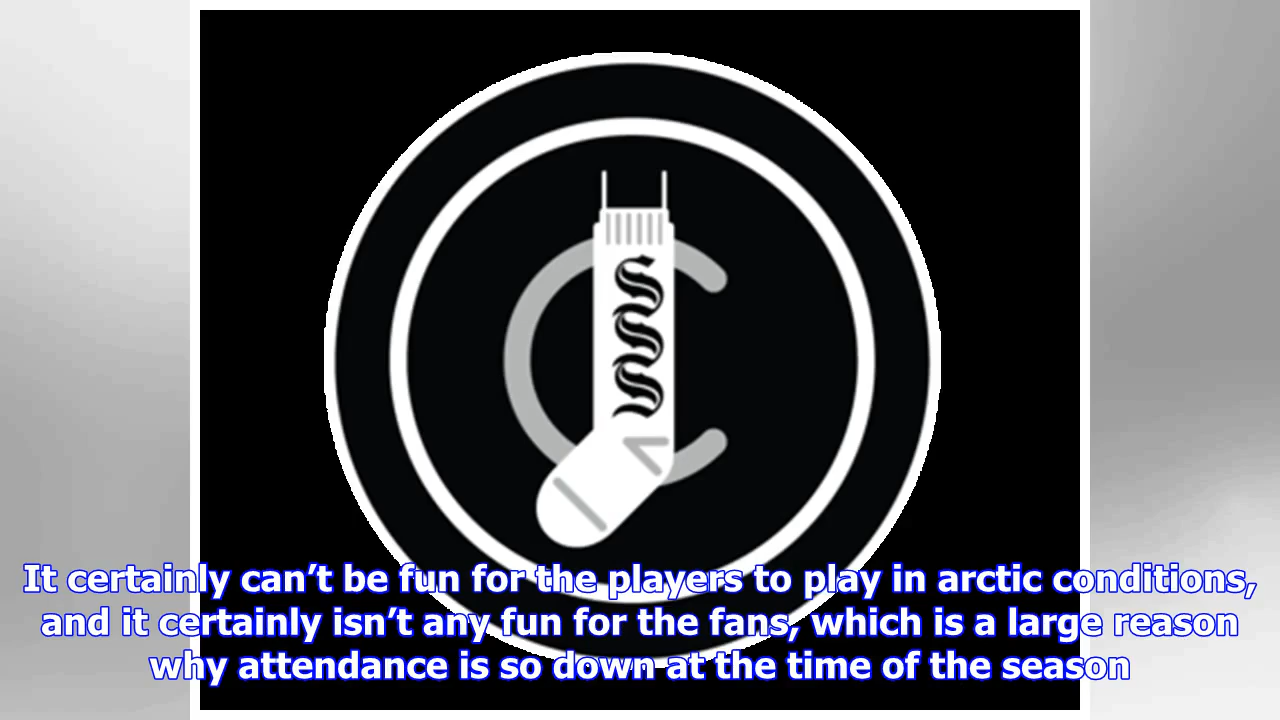 S
S
S
It certainly can’t be fun for the players to play in arctic conditions,
and it certainly isn’t any fun for the fans, which is a large reason
why attendance is so down at the time of the season